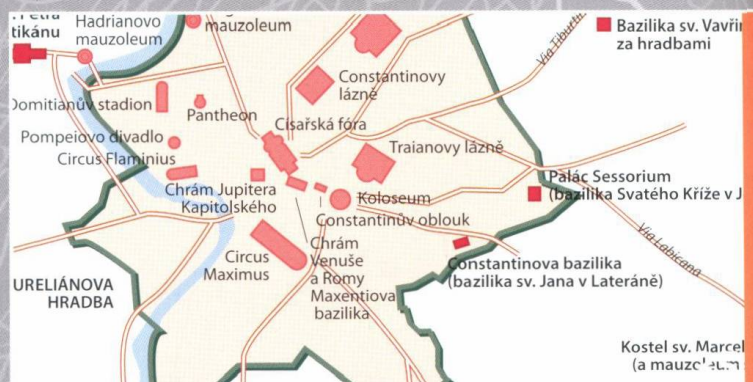 tikánu
Hadrianovo
mauzoleum
mauzoleum
Bazilika sv. Vavři
za hradbami
Via Tiburtin
Constantinovy
lázně
Domitianův stadion
Pantheon
Císařská fóra
Pompeiovo divadlo
Circus Flaminius
Traianovy lázně
Chrám Jupitera
Kapitolského
Koloseum
Constantinův oblouk
Palác Sessorium
(bazilika Svatého Kříže v J
Via Labicana
Circus
Maximus
Chrám
Venuše
a Romy
Maxentiova
bazilika
Constantinova bazilika
(bazilika sv. Jana v Lateráně)
URELIÁNOVA
HRADBA
Kostel sv. Marcel
(a mauzoleum